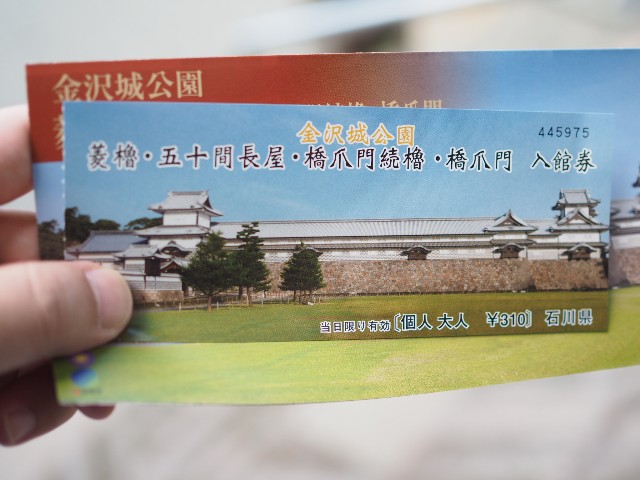 金沢城公園
金沢城公園
445975
菱櫓・五十間長屋・橋爪門続櫓・橋爪門 入館券
当日限り有効〔個人 大人 ¥310〕 石川県